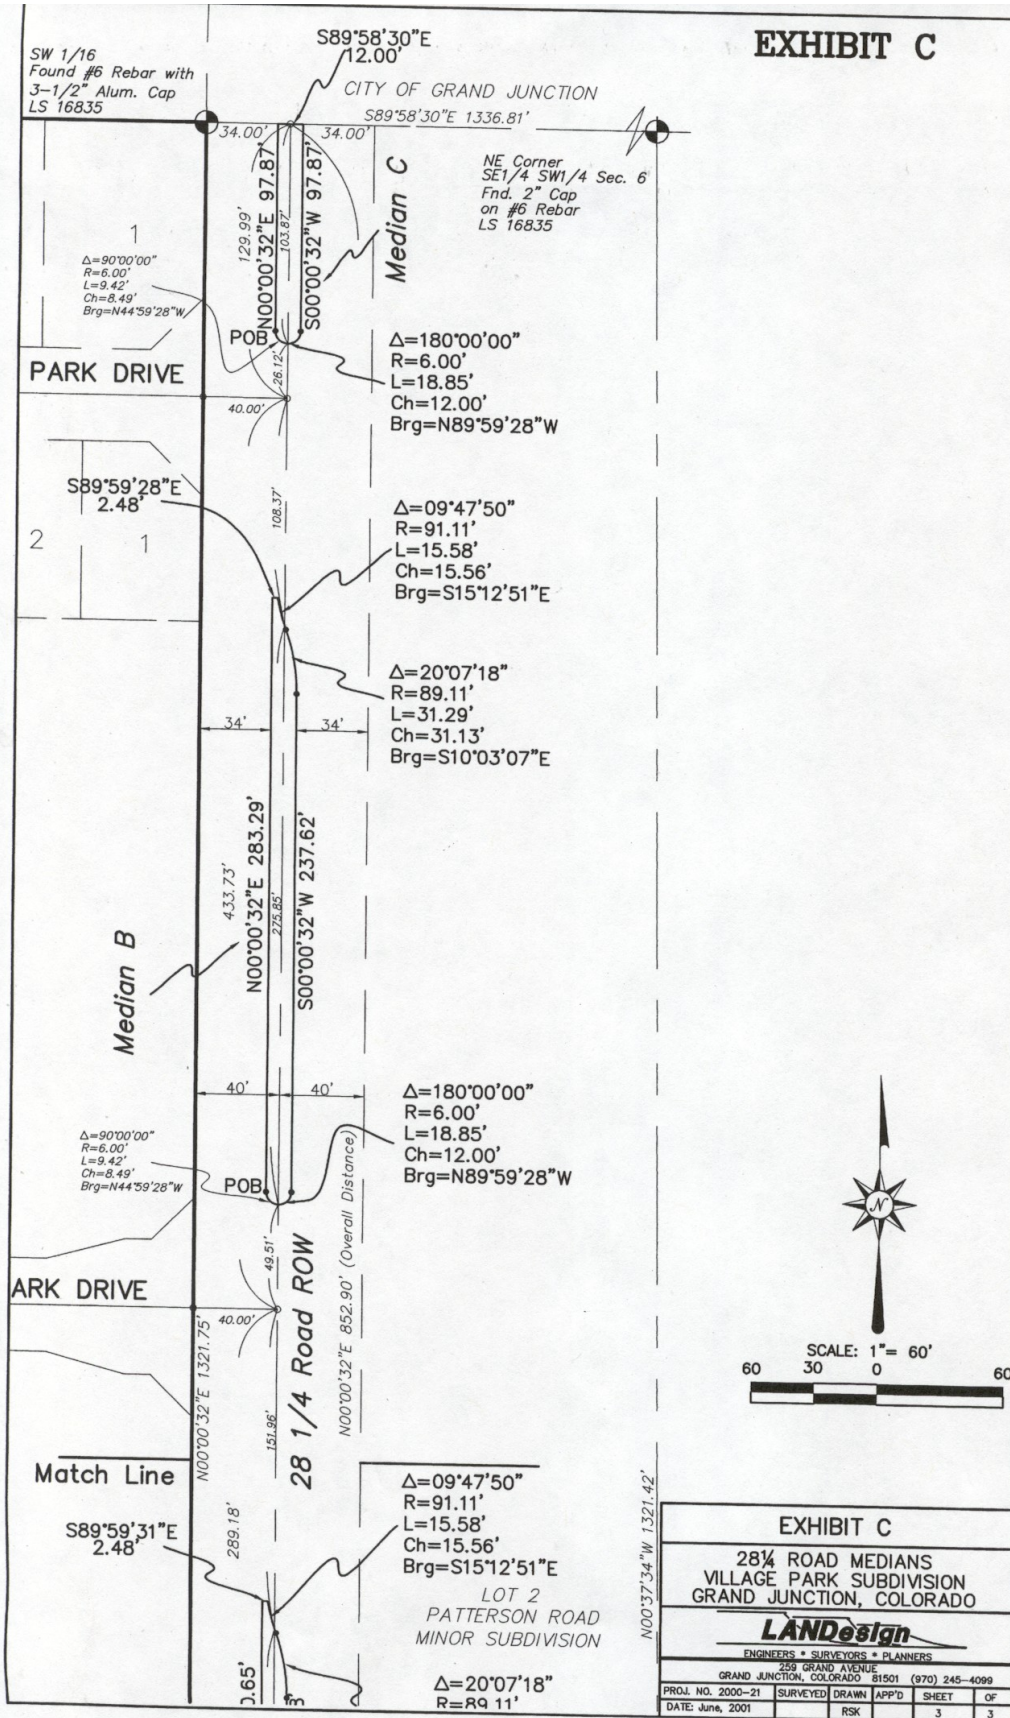 EXHIBIT C
S89°58'30"E
12.00'
SW 1/16
Found #6 Rebar with
3-1/2" Alum. Cap
LS 16835
CITY OF GRAND JUNCTION
S89°58'30"E 1336.81'
34.00'
34.00'
NE Corner
SE1/4 SW1/4 Sec. 6
Fnd. 2" Cap
on #6 Rebar
LS 16835
129.99'
N00°00'32"E 97.87'
103.87'
S00°00'32"W 97.87'
Median C
1
Δ=90°00'00"
R=6.00'
L=9.42'
Ch=8.49'
Brg=N44°59'28"W
POB
26.12'
Δ=180°00'00"
R=6.00'
L=18.85'
Ch=12.00'
Brg=N89°59'28"W
PARK DRIVE
40.00'
S89°59'28"E
2.48'
108.37'
2
1
Δ=09°47'50"
R=91.11'
L=15.58'
Ch=15.56'
Brg=S15°12'51"E
Δ=20°07'18"
R=89.11'
L=31.29'
Ch=31.13'
Brg=S10°03'07"E
34'
34'
433.73'
N00°00'32"E 283.29'
275.85'
S00°00'32"W 237.62'
Median B
40'
40'
Δ=180°00'00"
R=6.00'
L=18.85'
Ch=12.00'
Brg=N89°59'28"W
Δ=90°00'00"
R=6.00'
L=9.42'
Ch=8.49'
Brg=N44°59'28"W
POB
49.51'
ARK DRIVE
40.00'
N00°00'32"E 1321.75'
151.96'
28 1/4 Road ROW
N00°00'32"E 852.90' (Overall Distance)
N
SCALE: 1"= 60'
60 30 0 60
Match Line
S89°59'31"E
2.48'
289.18'
Δ=09°47'50"
R=91.11'
L=15.58'
Ch=15.56'
Brg=S15°12'51"E
LOT 2
PATTERSON ROAD
MINOR SUBDIVISION
Δ=20°07'18"
R=89.11'
0.65'
N00°37'34"W 1321.42'
EXHIBIT C
28¼ ROAD MEDIANS
VILLAGE PARK SUBDIVISION
GRAND JUNCTION, COLORADO
LANDesign
ENGINEERS * SURVEYORS * PLANNERS
259 GRAND AVENUE
GRAND JUNCTION, COLORADO 81501 (970) 245-4099
PROJ. NO. 2000-21 SURVEYED DRAWN APP'D SHEET OF
DATE: June, 2001 RSK 3 3